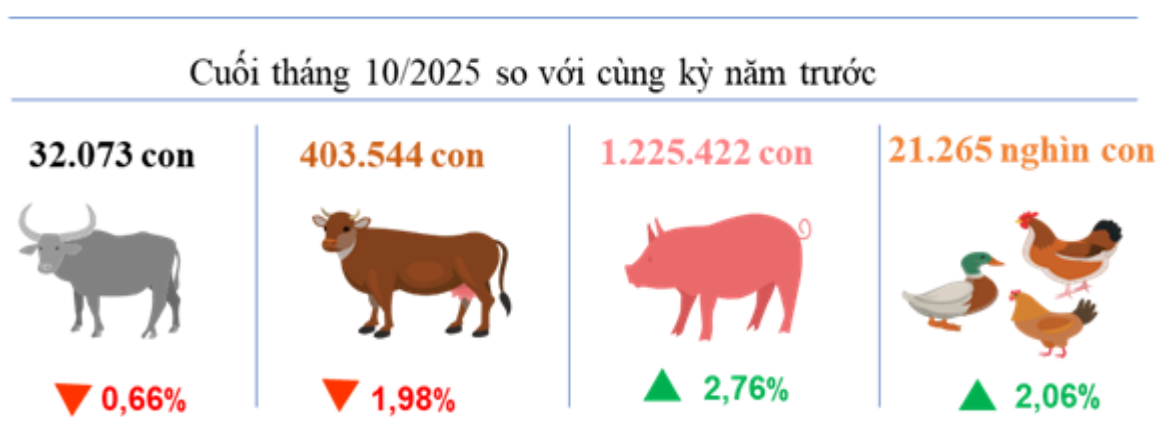 Cuối tháng 10/2025 so với cùng kỳ năm trước
32.073 con
403.544 con
1.225.422 con
21.265 nghìn con
0,66%
1,98%
2,76%
2,06%